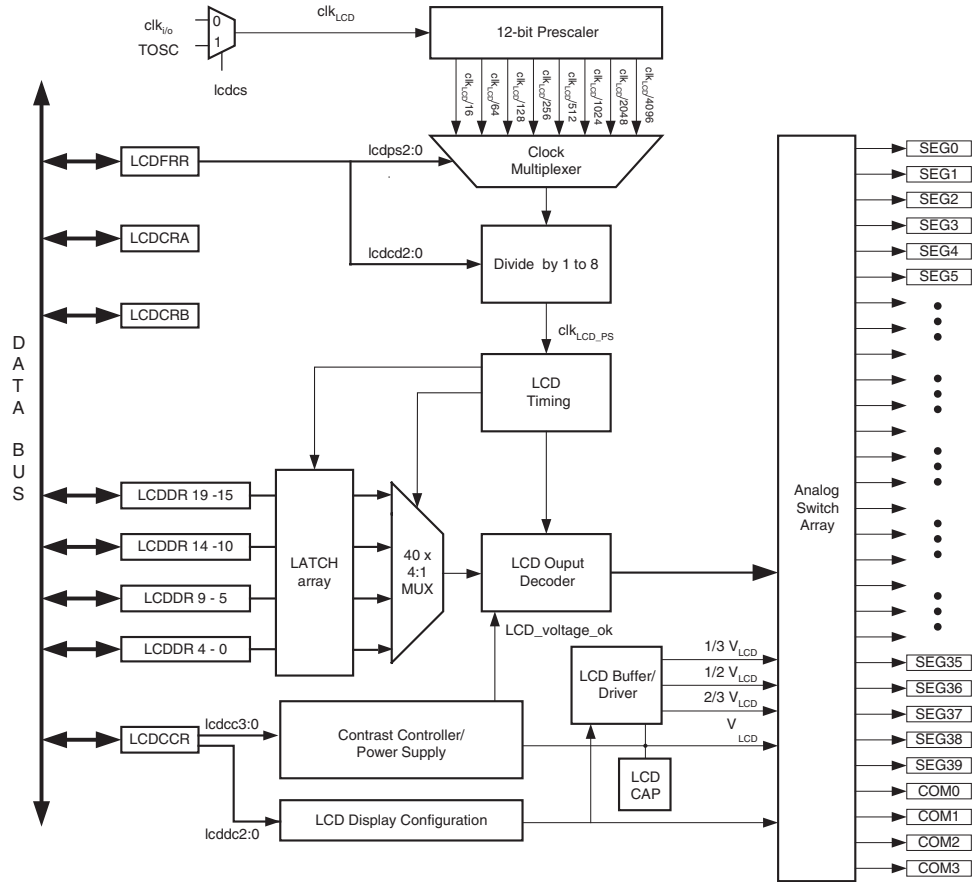 clk_LCD
clk_i/o
0
TOSC
1
lcdcs
12-bit Prescaler
clk_LCD/16
clk_LCD/64
clk_LCD/128
clk_LCD/256
clk_LCD/512
clk_LCD/1024
clk_LCD/2048
clk_LCD/4096
LCDFRR
lcdps2:0
Clock
Multiplexer
LCDCRA
lcdcd2:0
Divide by 1 to 8
LCDCRB
clk_LCD_PS
DATA BUS
LCD
Timing
LCDDR 19 -15
LCDDR 14 -10
LCDDR 9 - 5
LCDDR 4 - 0
LATCH
array
40 x
4:1
MUX
LCD Ouput
Decoder
LCD_voltage_ok
LCD Buffer/
Driver
1/3 V_LCD
1/2 V_LCD
2/3 V_LCD
V_LCD
LCDCCR
lcdcc3:0
Contrast Controller/
Power Supply
LCD
CAP
lcddc2:0
LCD Display Configuration
Analog
Switch
Array
SEG0
SEG1
SEG2
SEG3
SEG4
SEG5
SEG35
SEG36
SEG37
SEG38
SEG39
COM0
COM1
COM2
COM3